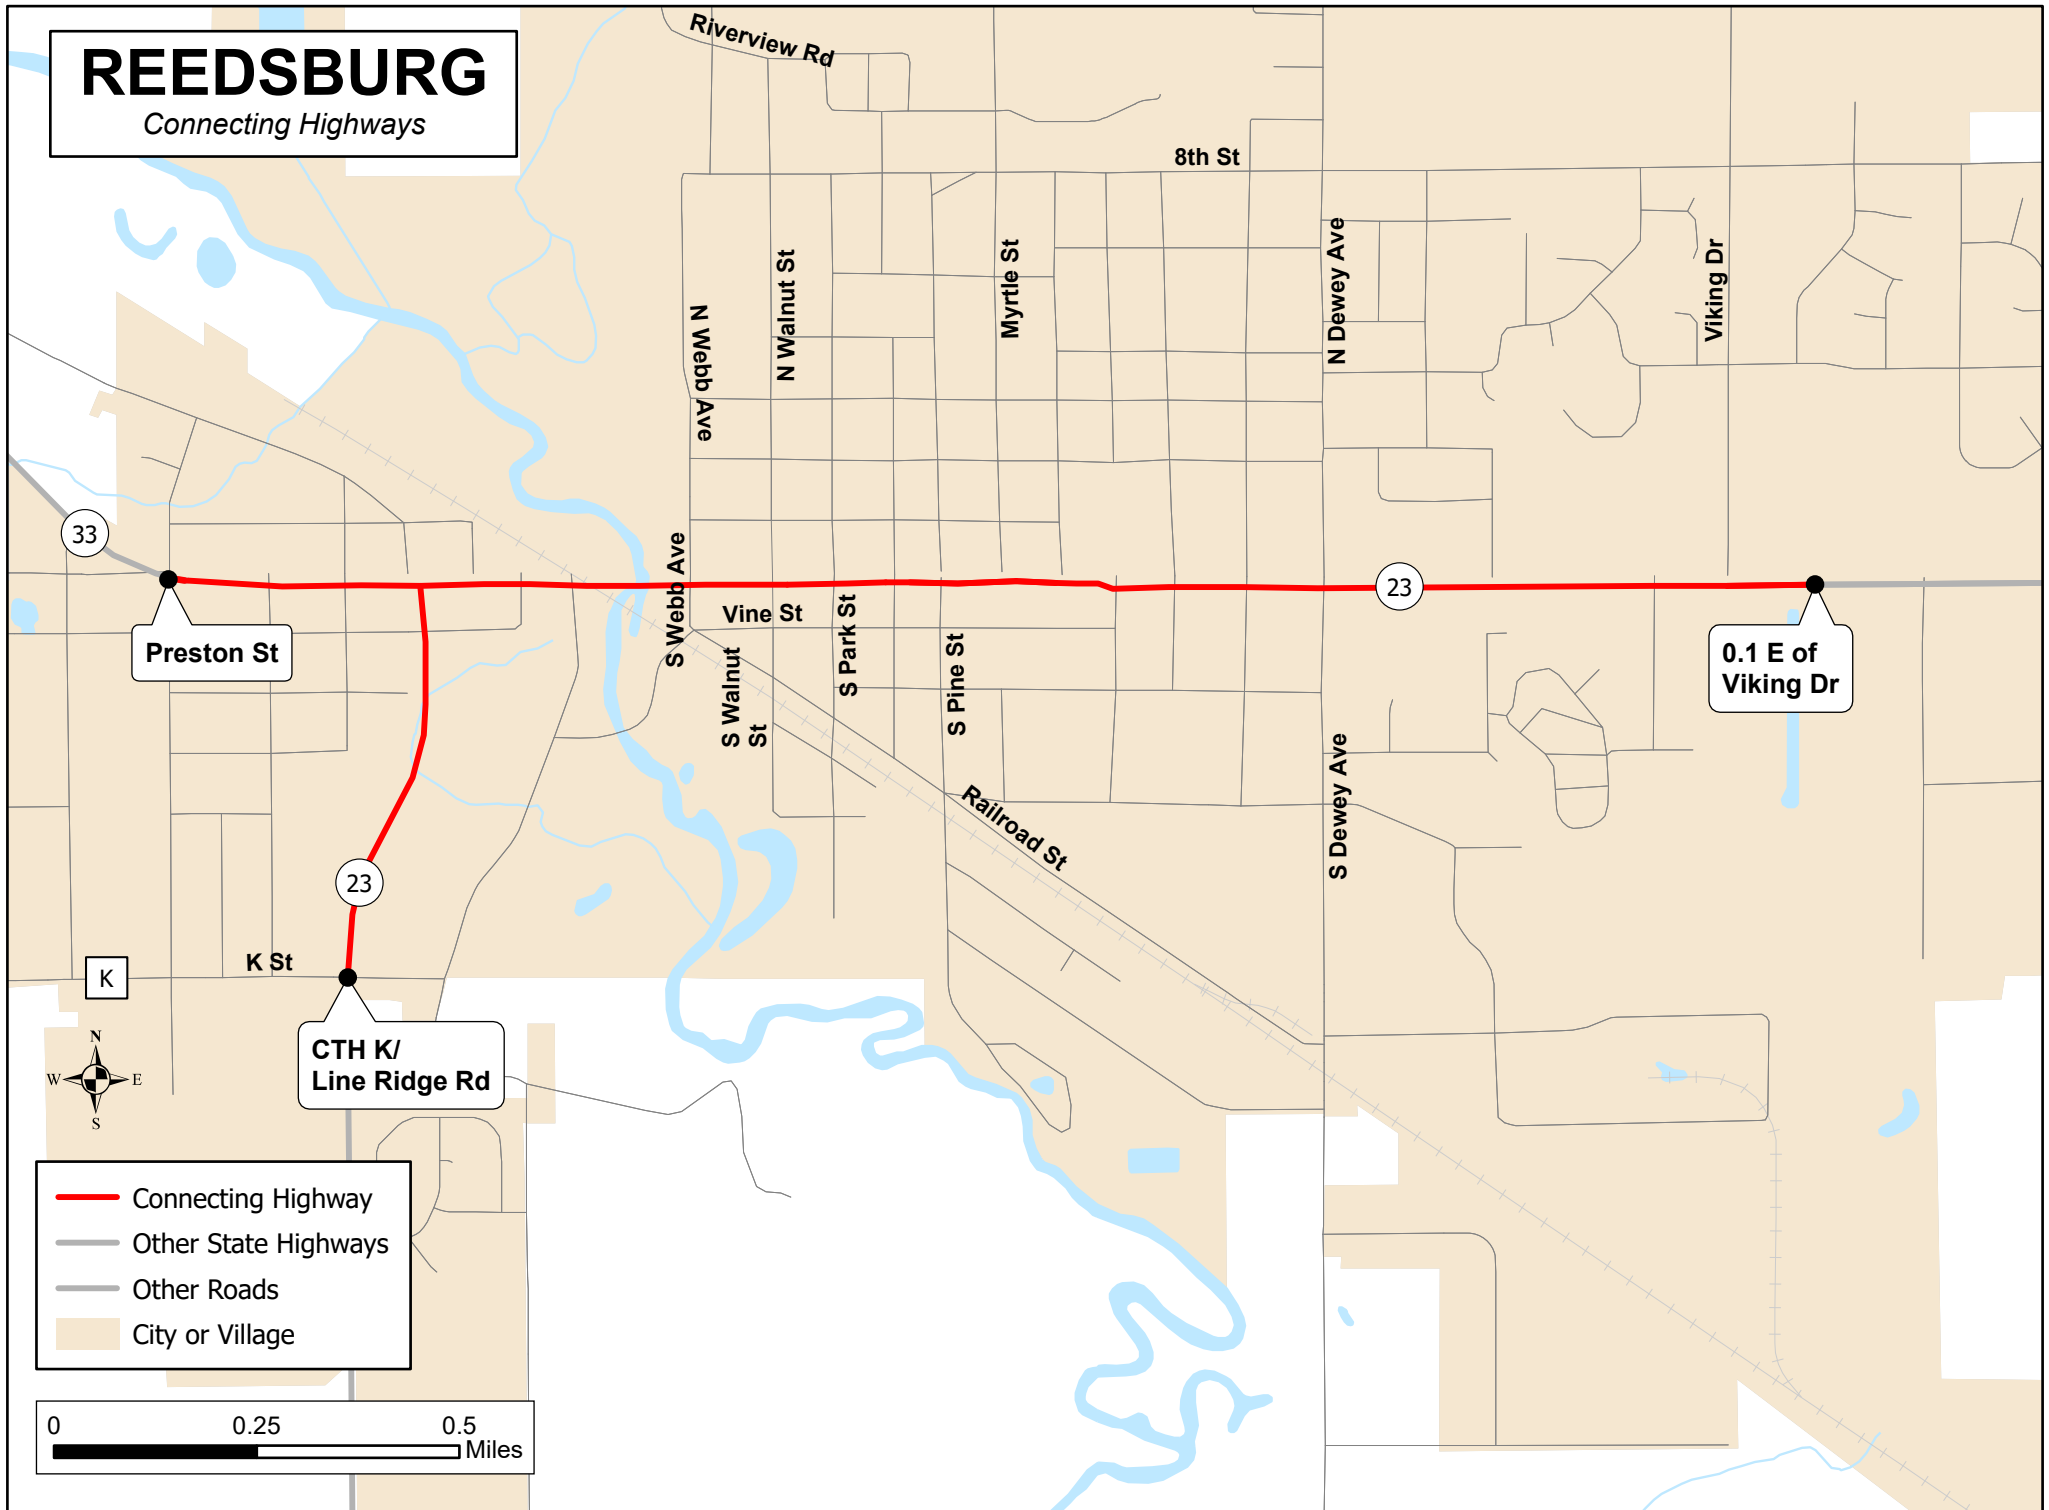 REEDSBURG
Connecting Highways
Riverview Rd
8th St
N Webb Ave
N Walnut St
Myrtle St
N Dewey Ave
Viking Dr
33
23
Preston St
S Webb Ave
Vine St
S Walnut
St
S Park St
S Pine St
0.1 E of
Viking Dr
S Dewey Ave
Railroad St
23
K
K St
CTH K/
Line Ridge Rd
N
W
E
S
Connecting Highway
Other State Highways
Other Roads
City or Village
0 0.25 0.5
Miles